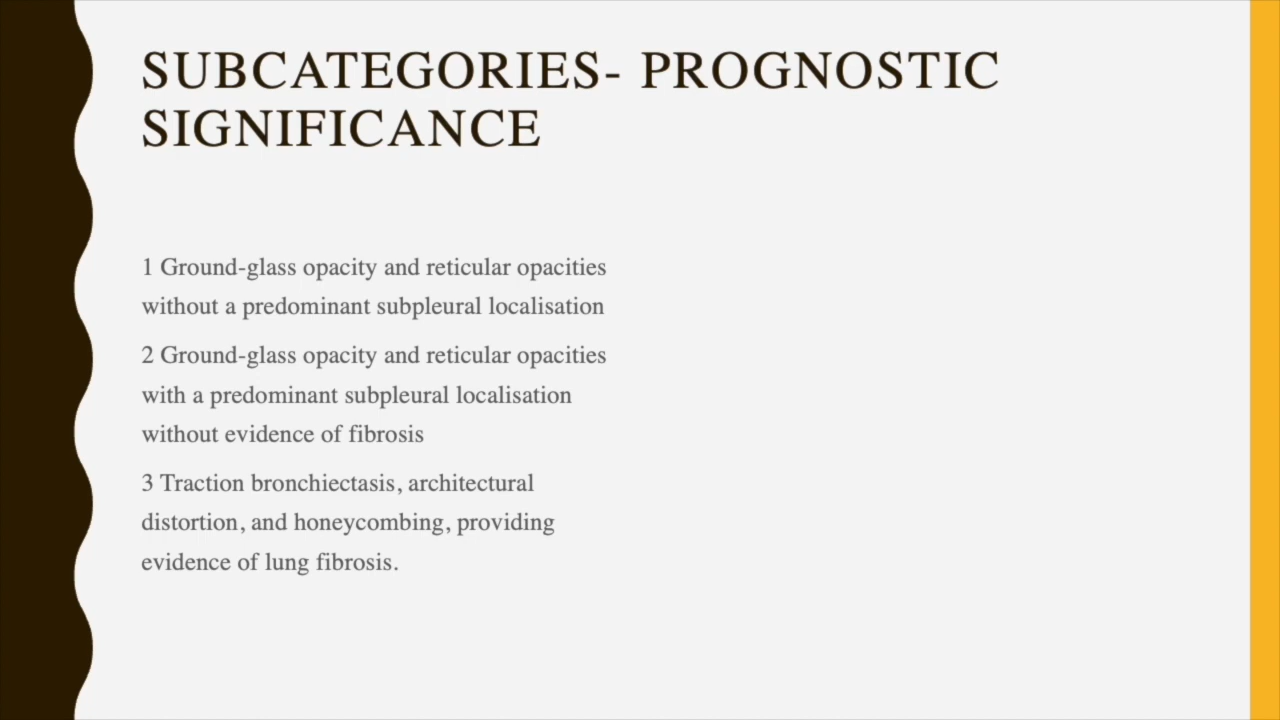 SUBCATEGORIES- PROGNOSTIC
SIGNIFICANCE
1 Ground-glass opacity and reticular opacities
without a predominant subpleural localisation
2 Ground-glass opacity and reticular opacities
with a predominant subpleural localisation
without evidence of fibrosis
3 Traction bronchiectasis, architectural
distortion, and honeycombing, providing
evidence of lung fibrosis.